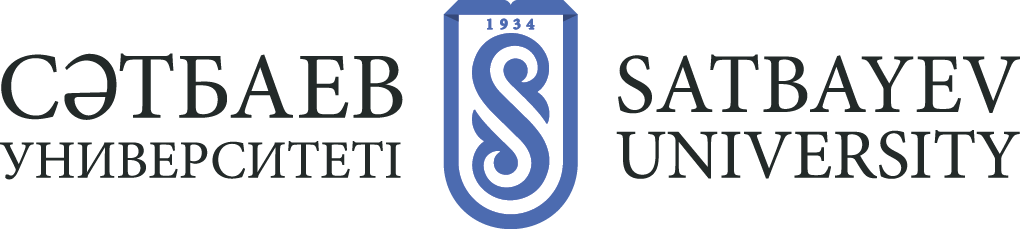 СӘТБАЕВ
УНИВЕРСИТЕТІ
1934
SATBAYEV
UNIVERSITY